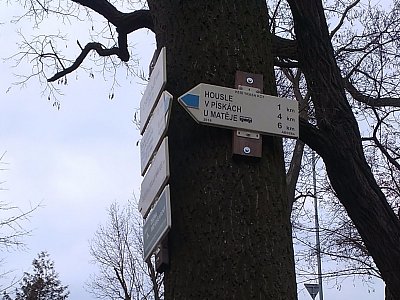 HOUSLE 1 km
V PÍSKÁCH 4 km
U MATĚJE 6 km